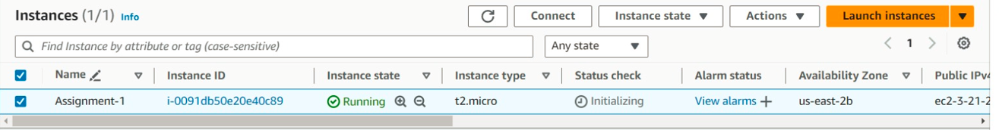 Instances (1/1) Info Connect Instance state Actions Launch instances
Find Instance by attribute or tag (case-sensitive) Any state 1
Name Instance ID Instance state Instance type Status check Alarm status Availability Zone Public IPv4
Assignment-1 i-0091db50e20e40c89 Running t2.micro Initializing View alarms + us-east-2b ec2-3-21-2